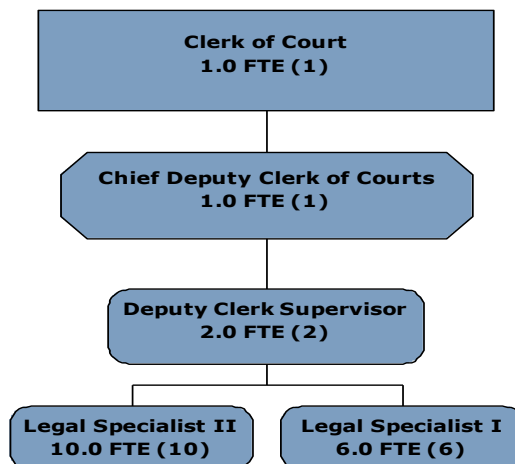 Clerk of Court
1.0 FTE (1)
Chief Deputy Clerk of Courts
1.0 FTE (1)
Deputy Clerk Supervisor
2.0 FTE (2)
Legal Specialist II
10.0 FTE (10)
Legal Specialist I
6.0 FTE (6)